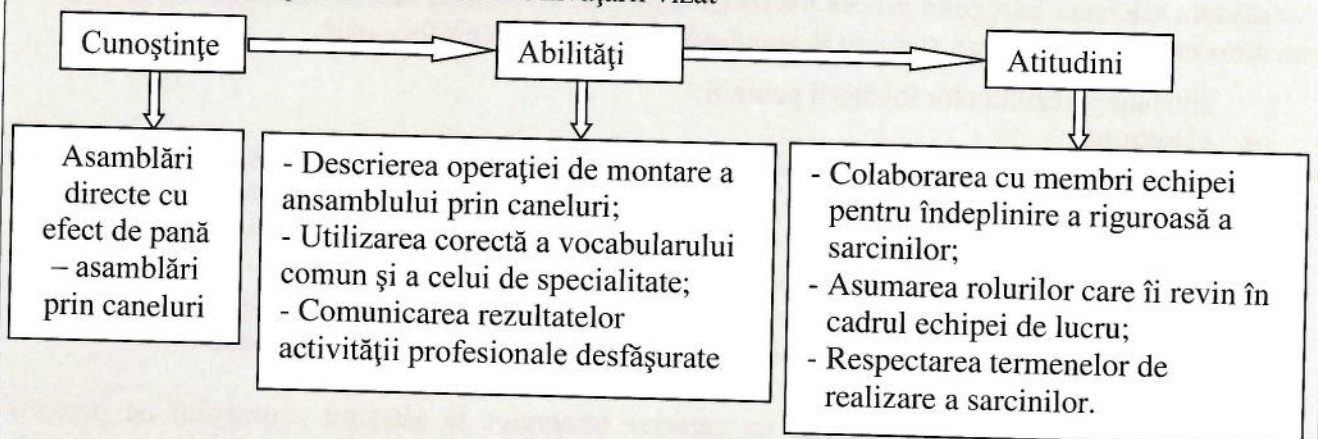 Cunoştinţe
Abilităţi
Atitudini
Asamblări
directe cu
efect de pană
– asamblări
prin caneluri
- Descrierea operaţiei de montare a
ansamblului prin caneluri;
- Utilizarea corectă a vocabularului
comun şi a celui de specialitate;
- Comunicarea rezultatelor
activităţii profesionale desfăşurate
- Colaborarea cu membri echipei
pentru îndeplinire a riguroasă a
sarcinilor;
- Asumarea rolurilor care îi revin în
cadrul echipei de lucru;
- Respectarea termenelor de
realizare a sarcinilor.